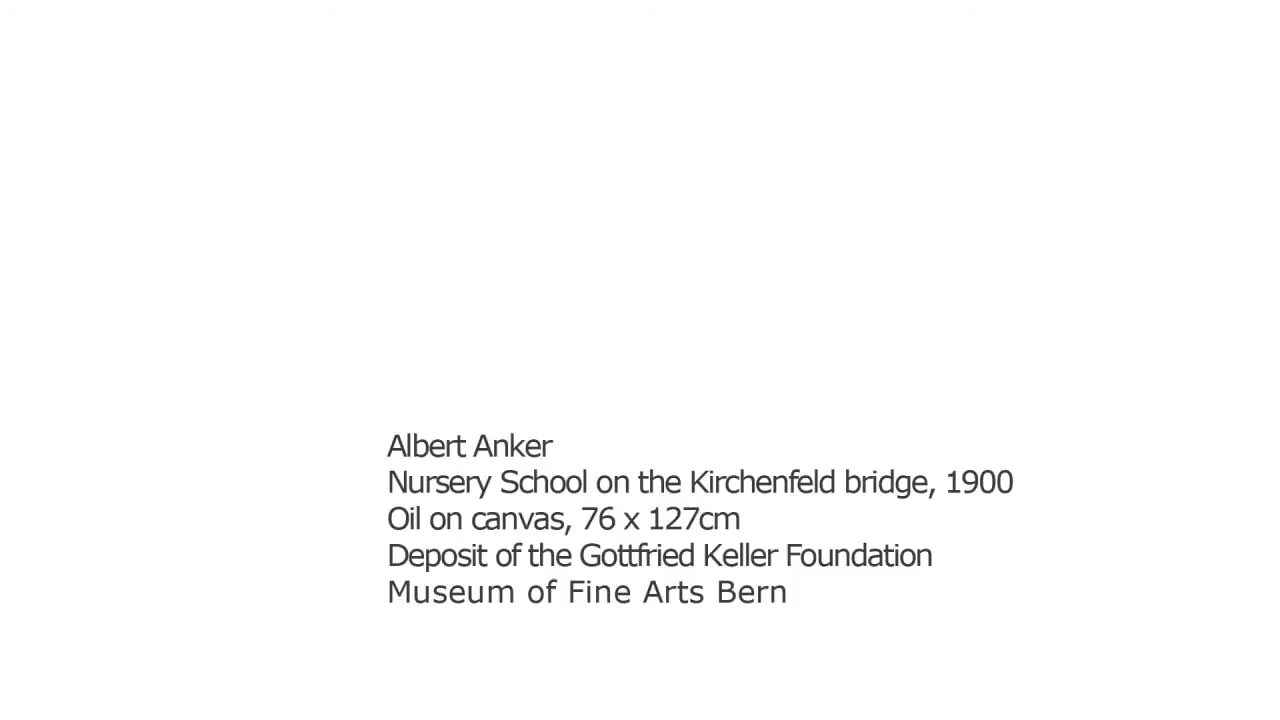 Albert Anker
Nursery School on the Kirchenfeld bridge, 1900
Oil on canvas, 76 x 127cm
Deposit of the Gottfried Keller Foundation
Museum of Fine Arts Bern